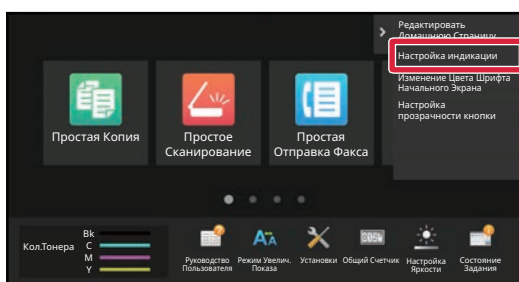 Редактировать
Домашнюю Страницу
Настройка индикации
Изменение Цвета Шрифта
Начального Экрана
Настройка
прозрачности кнопки
Простая Копия
Простое
Сканирование
Простая
Отправка Факса
Кол.Тонера
Bk
C
M
Y
Руководство
Пользователя
Режим Увелич.
Показа
Установки
Общий Счетчик
Настройка
Яркости
Состояние
Задания